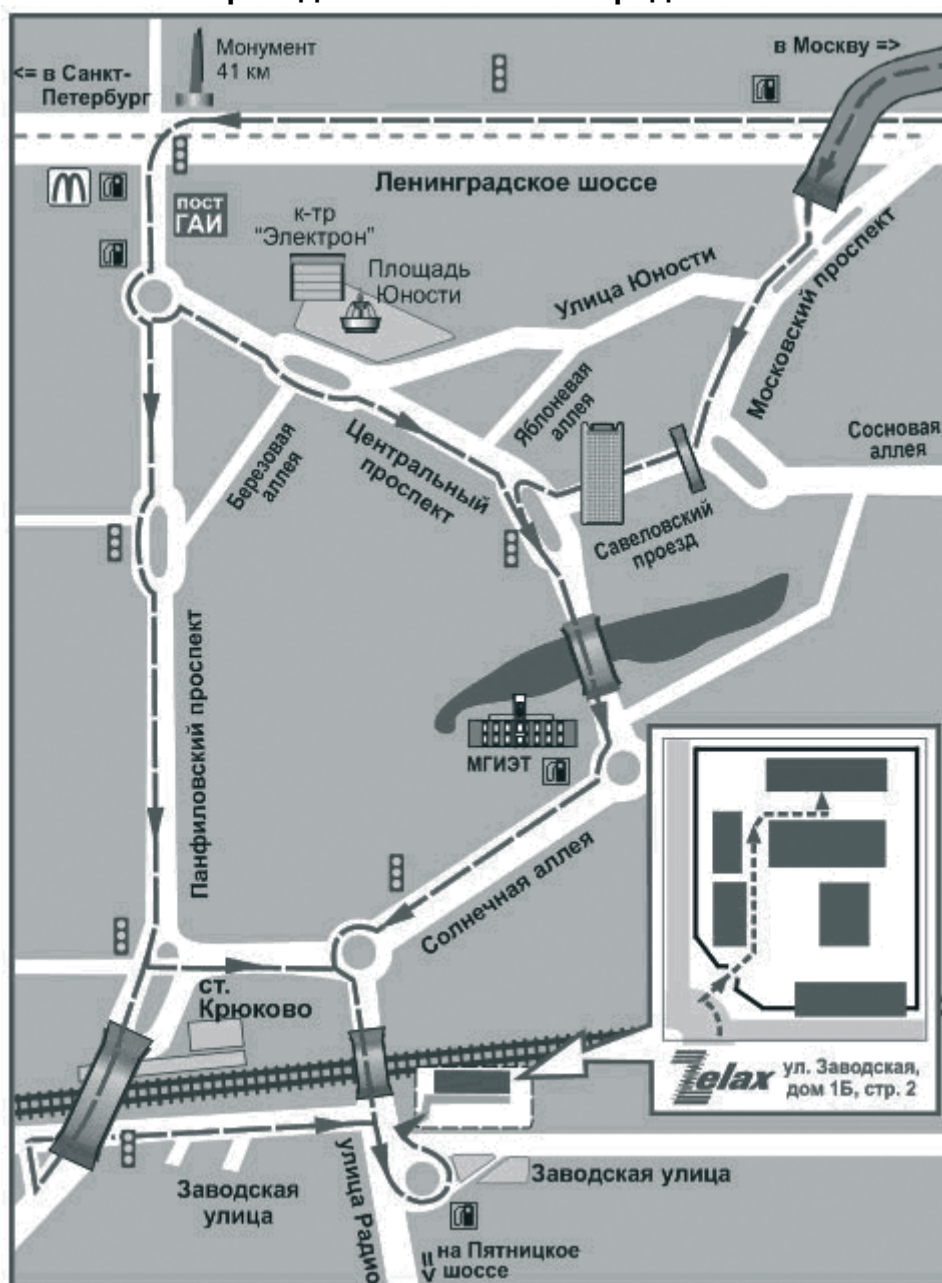 Монумент
41 км
в Москву =>
<= в Санкт-
Петербург
Ленинградское шоссе
пост
ГАИ
к-тр
"Электрон"
Площадь
Юности
Улица Юности
Московский проспект
Яблоневая
аллея
Сосновая
аллея
Березовая
аллея
Центральный
проспект
Савеловский
проезд
Панфиловский проспект
МГИЭТ
Солнечная аллея
ст.
Крюково
Zelax
ул. Заводская,
дом 1Б, стр. 2
Заводская
улица
улица Радио
Заводская улица
<=
на Пятницкое
шоссе